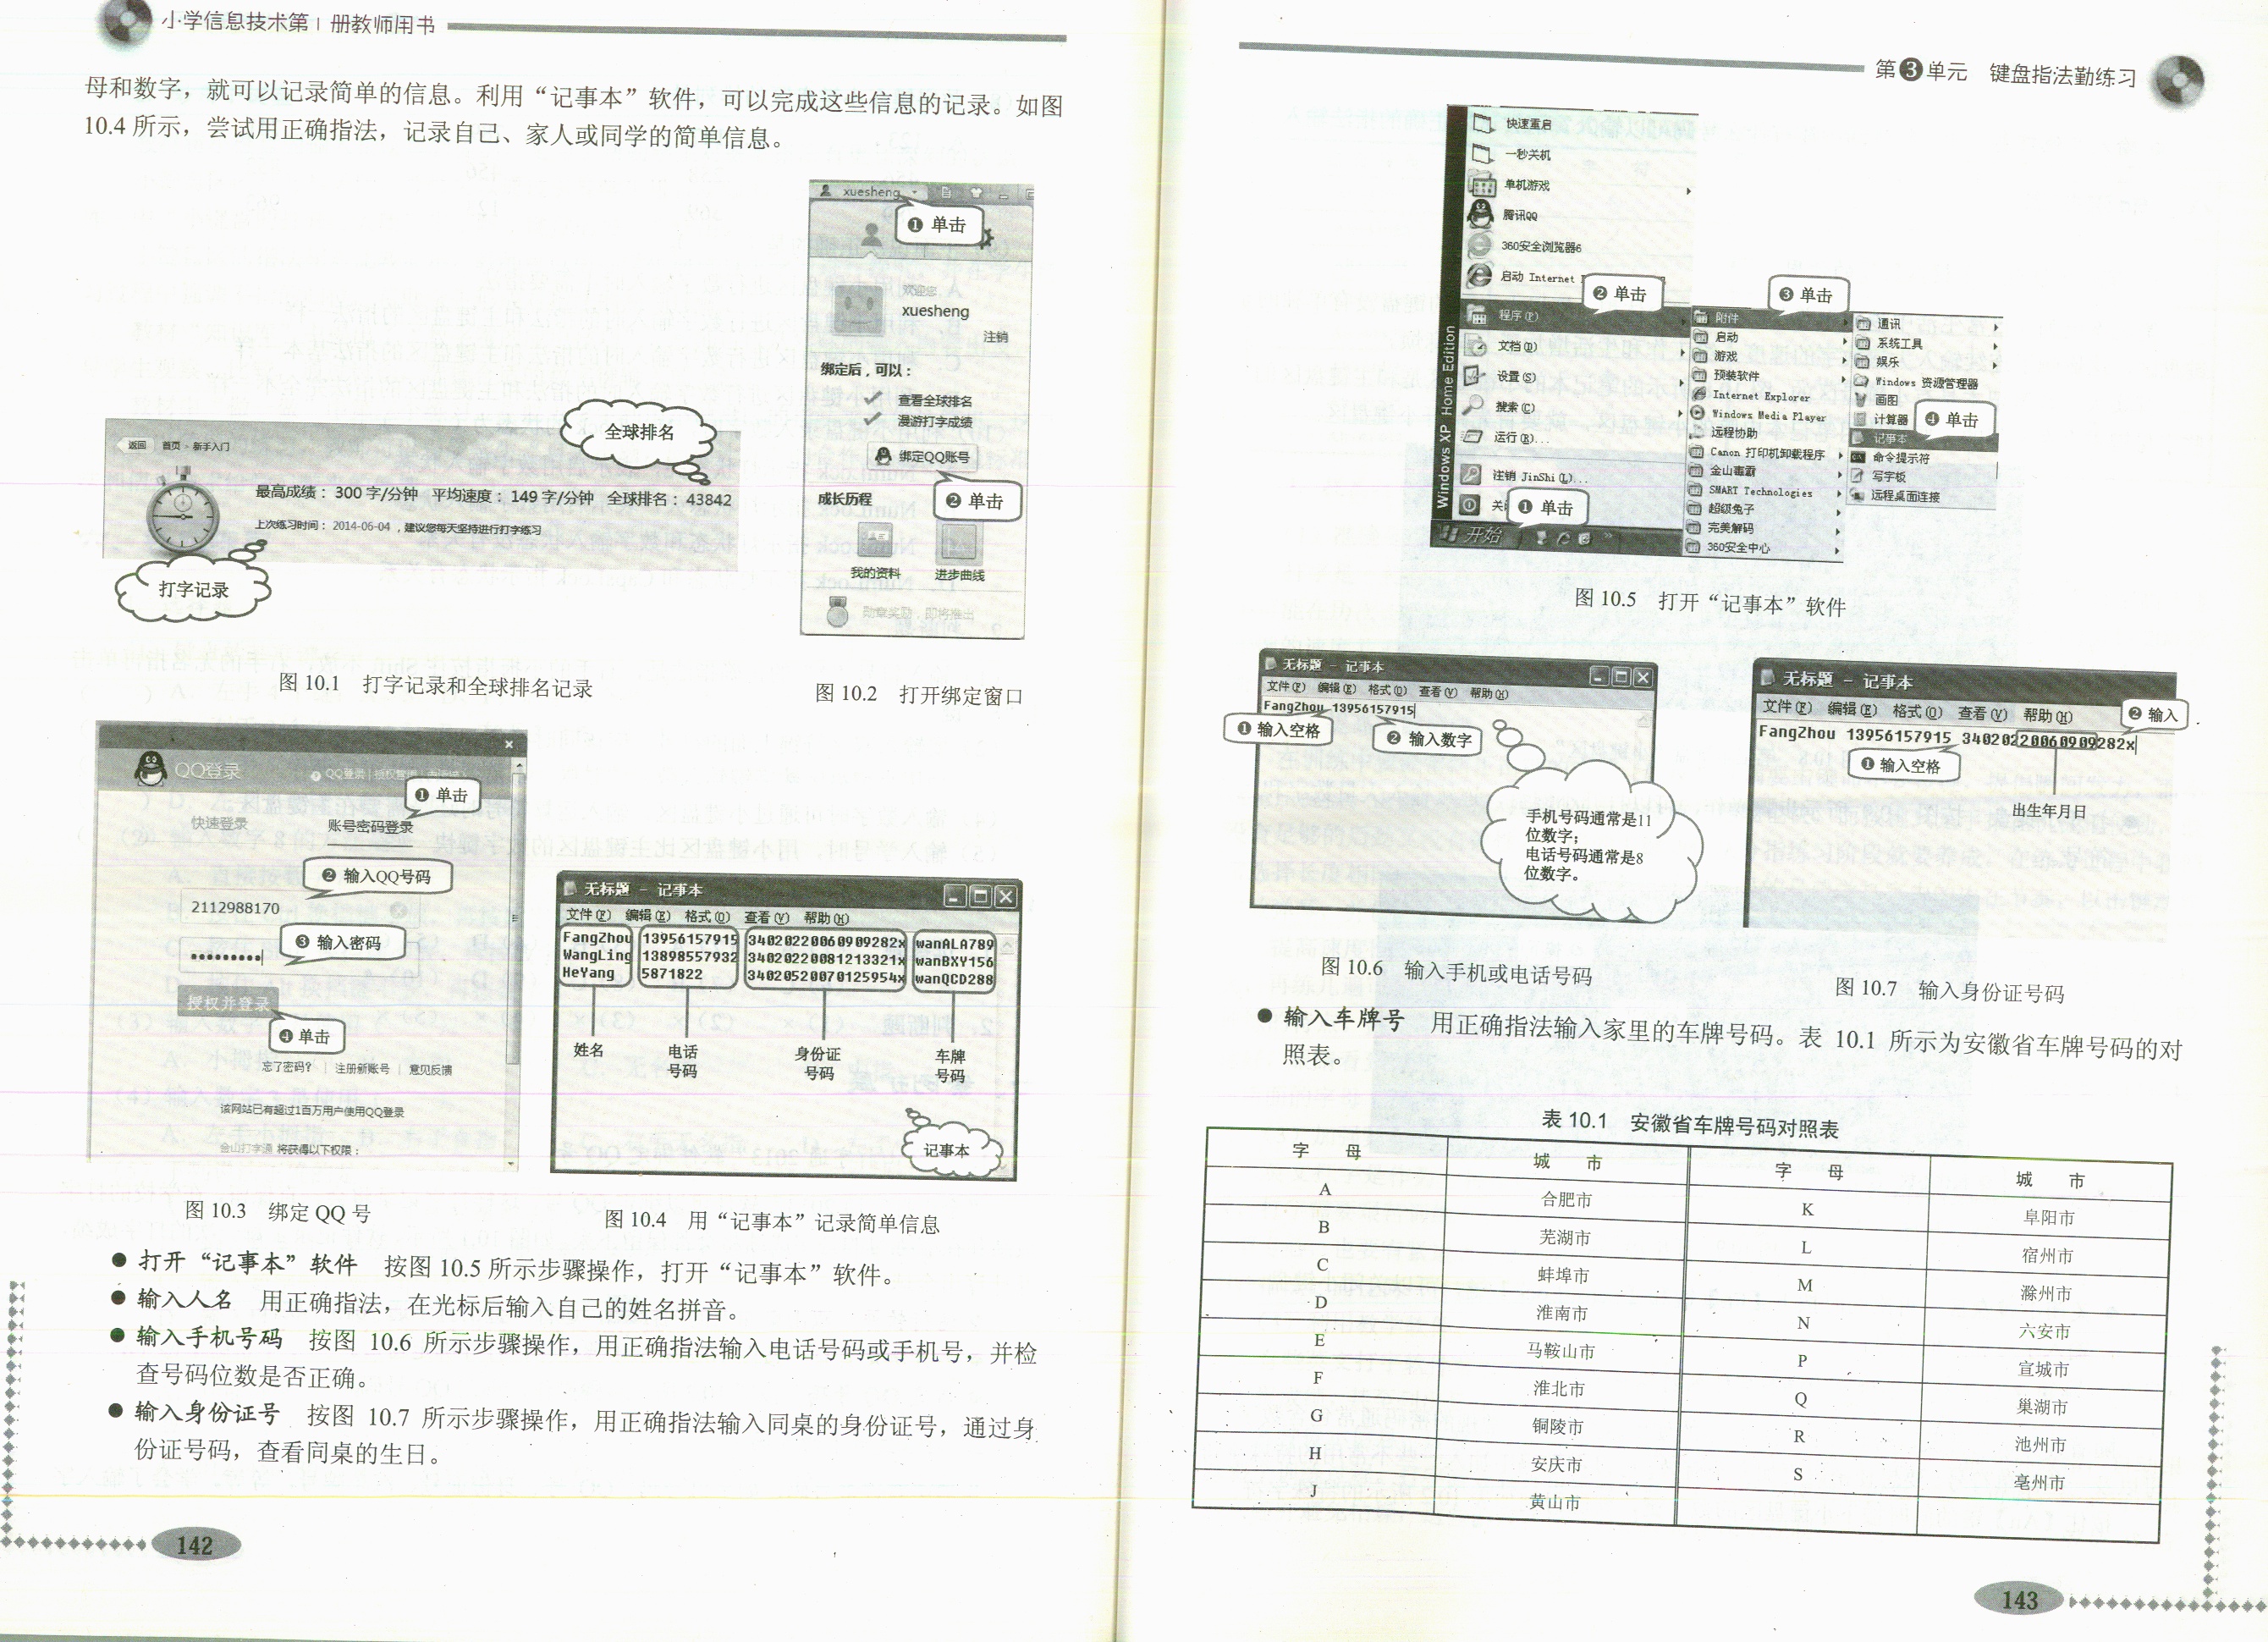 小学信息技术第1册教师用书
母和数字，就可以记录简单的信息。利用“记事本”软件，可以完成这些信息的记录。如图
10.4 所示，尝试用正确指法，记录自己、家人或同学的简单信息。
xuesheng
❶ 单击
xuesheng
注销
绑定后，可以：
查看全球排名
漫游打字成绩
绑定QQ账号
❷ 单击
成长历程
我的资料 进步曲线
勋章奖励，即将推出
返回 首页 > 新手入门
全球排名
最高成绩：300 字/分钟 平均速度：149 字/分钟 全球排名：43842
上次练习时间：2014-06-04，建议您每天坚持进行打字练习
打字记录
图 10.1 打字记录和全球排名记录
图 10.2 打开绑定窗口
QQ登录
❶ 单击
快速登录 账号密码登录
❷ 输入QQ号码
2112988170
❸ 输入密码
授权并登录
❹ 单击
忘了密码？ | 注册新账号 | 意见反馈
该网站已有超过1百万用户使用QQ登录
金山打字通 将获得以下权限：
无标题 - 记事本
文件(F) 编辑(E) 格式(O) 查看(V) 帮助(H)
FangZhou 13956157915 34020220060909282x wanALA789
WangLing 13898557932 34020220081213321x wanBXY156
HeYang 5871822 34020520070125954x wanQCD288
姓名 电话号码 身份证号码 车牌号码
记事本
图 10.3 绑定 QQ 号
图 10.4 用“记事本”记录简单信息
● 打开“记事本”软件 按图 10.5 所示步骤操作，打开“记事本”软件。
● 输入人名 用正确指法，在光标后输入自己的姓名拼音。
● 输入手机号码 按图 10.6 所示步骤操作，用正确指法输入电话号码或手机号，并检
查号码位数是否正确。
● 输入身份证号 按图 10.7 所示步骤操作，用正确指法输入同桌的身份证号，通过身
份证号码，查看同桌的生日。
142
第❸单元 键盘指法勤练习
快速重启
一秒关机
单机游戏
腾讯QQ
360安全浏览器6
启动 Internet
❷ 单击
❸ 单击
程序(P)
文档(D)
设置(S)
搜索(C)
运行(R)...
注销 JinShi(L)...
❶ 单击
开始
Windows XP Home Edition
附件
启动
游戏
预装软件
Internet Explorer
Windows Media Player
远程协助
Canon 打印机卸载程序
金山毒霸
SMART Technologies
超级兔子
完美解码
360安全中心
通讯
系统工具
娱乐
Windows 资源管理器
画图
计算器
❹ 单击
记事本
命令提示符
写字板
远程桌面连接
图 10.5 打开“记事本”软件
无标题 - 记事本
文件(F) 编辑(E) 格式(O) 查看(V) 帮助(H)
FangZhou 13956157915
❶ 输入空格
❷ 输入数字
手机号码通常是11
位数字；
电话号码通常是8
位数字。
无标题 - 记事本
文件(F) 编辑(E) 格式(O) 查看(V) 帮助(H)
❷ 输入
FangZhou 13956157915 34020220060909282x
❶ 输入空格
出生年月日
图 10.6 输入手机或电话号码
图 10.7 输入身份证号码
● 输入车牌号 用正确指法输入家里的车牌号码。表 10.1 所示为安徽省车牌号码的对
照表。
表 10.1 安徽省车牌号码对照表
字 母 城 市 字 母 城 市
A 合肥市 K 阜阳市
B 芜湖市 L 宿州市
C 蚌埠市 M 滁州市
D 淮南市 N 六安市
E 马鞍山市 P 宣城市
F 淮北市 Q 巢湖市
G 铜陵市 R 池州市
H 安庆市 S 亳州市
J 黄山市
143